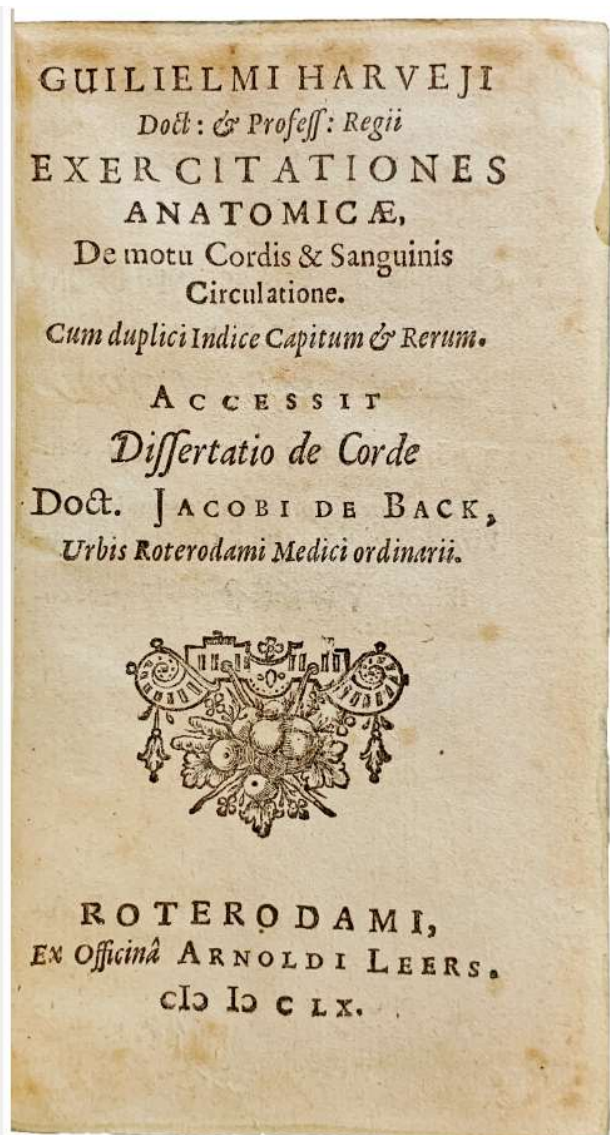 GUILIELMI HARVEJI
Doct: & Profeſſ: Regii
EXERCITATIONES
ANATOMICÆ,
De motu Cordis & Sanguinis
Circulatione.
Cum duplici Indice Capitum & Rerum.
ACCESSIT
Diſſertatio de Corde
Doct. JACOBI DE BACK,
Urbis Roterodami Medici ordinarii.
ROTERODAMI,
Ex Officinâ ARNOLDI LEERS.
cIↄ Iↄ C LX.